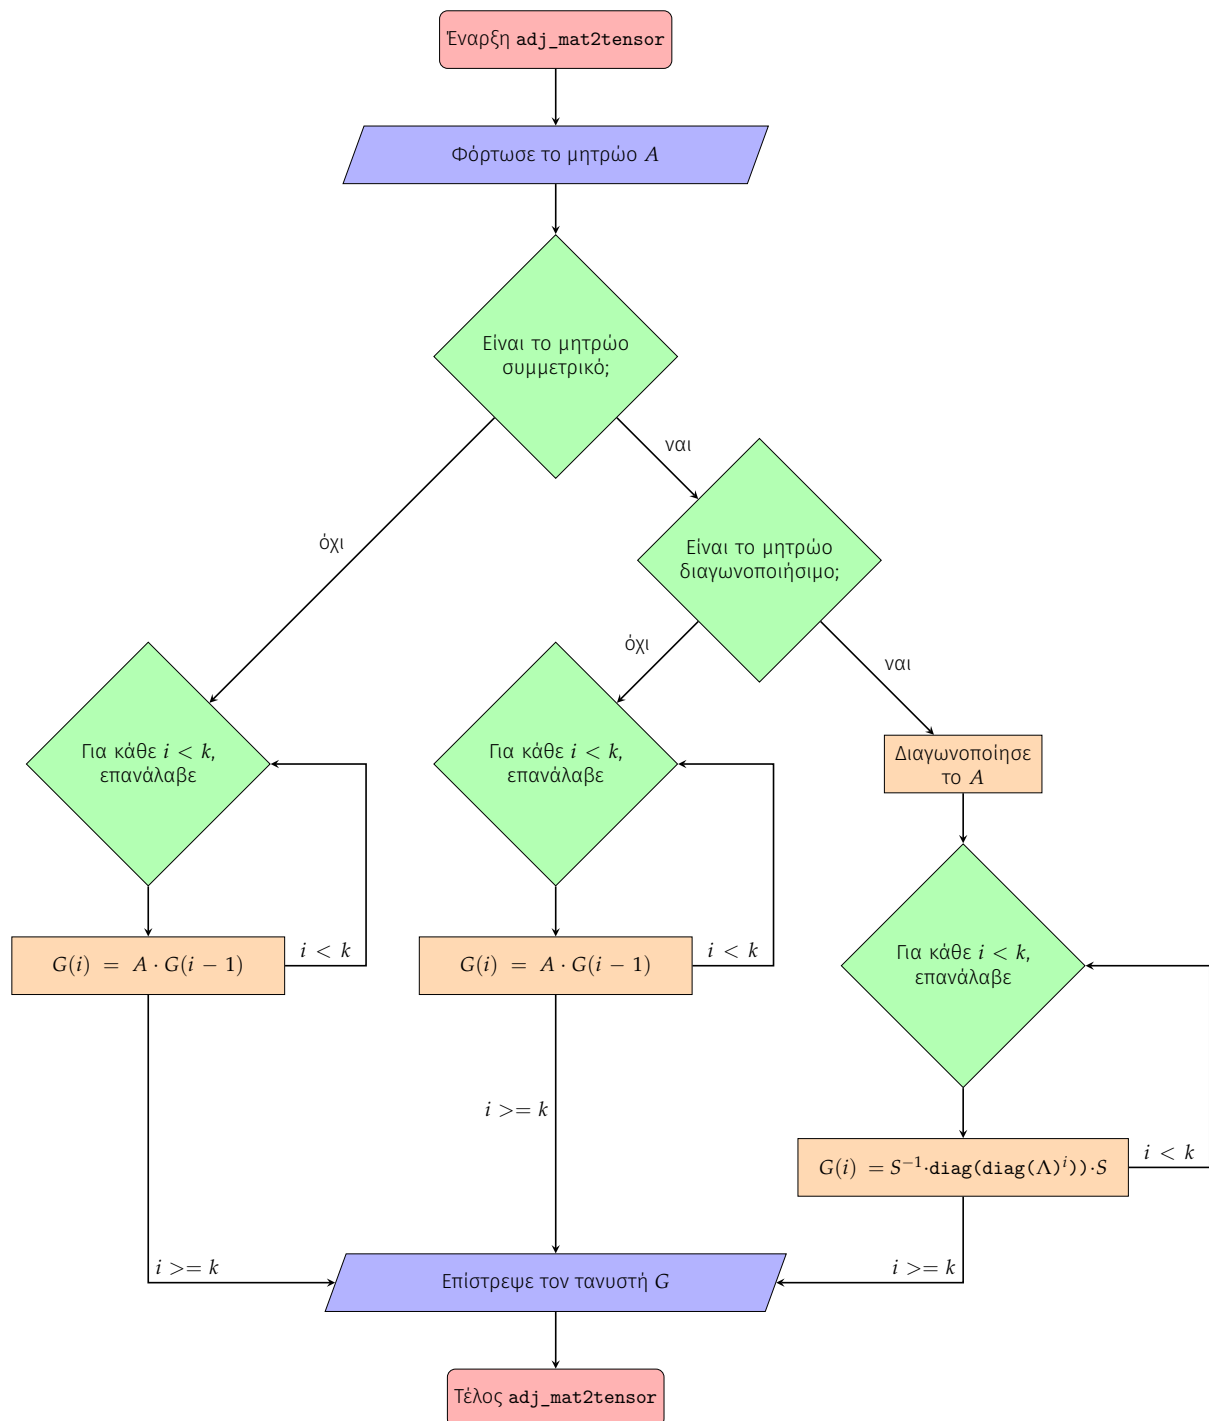 Έναρξη adj_mat2tensor
Φόρτωσε το μητρώο A
Είναι το μητρώο
συμμετρικό;
ναι
όχι
Είναι το μητρώο
διαγωνοποιήσιμο;
όχι
ναι
Για κάθε i < k,
επανάλαβε
Για κάθε i < k,
επανάλαβε
Διαγωνοποίησε
το A
G(i) = A · G(i − 1)
i < k
G(i) = A · G(i − 1)
i < k
Για κάθε i < k,
επανάλαβε
i >= k
G(i) = S⁻¹·diag(diag(Λ)ⁱ))·S
i < k
i >= k
Επίστρεψε τον τανυστή G
i >= k
Τέλος adj_mat2tensor